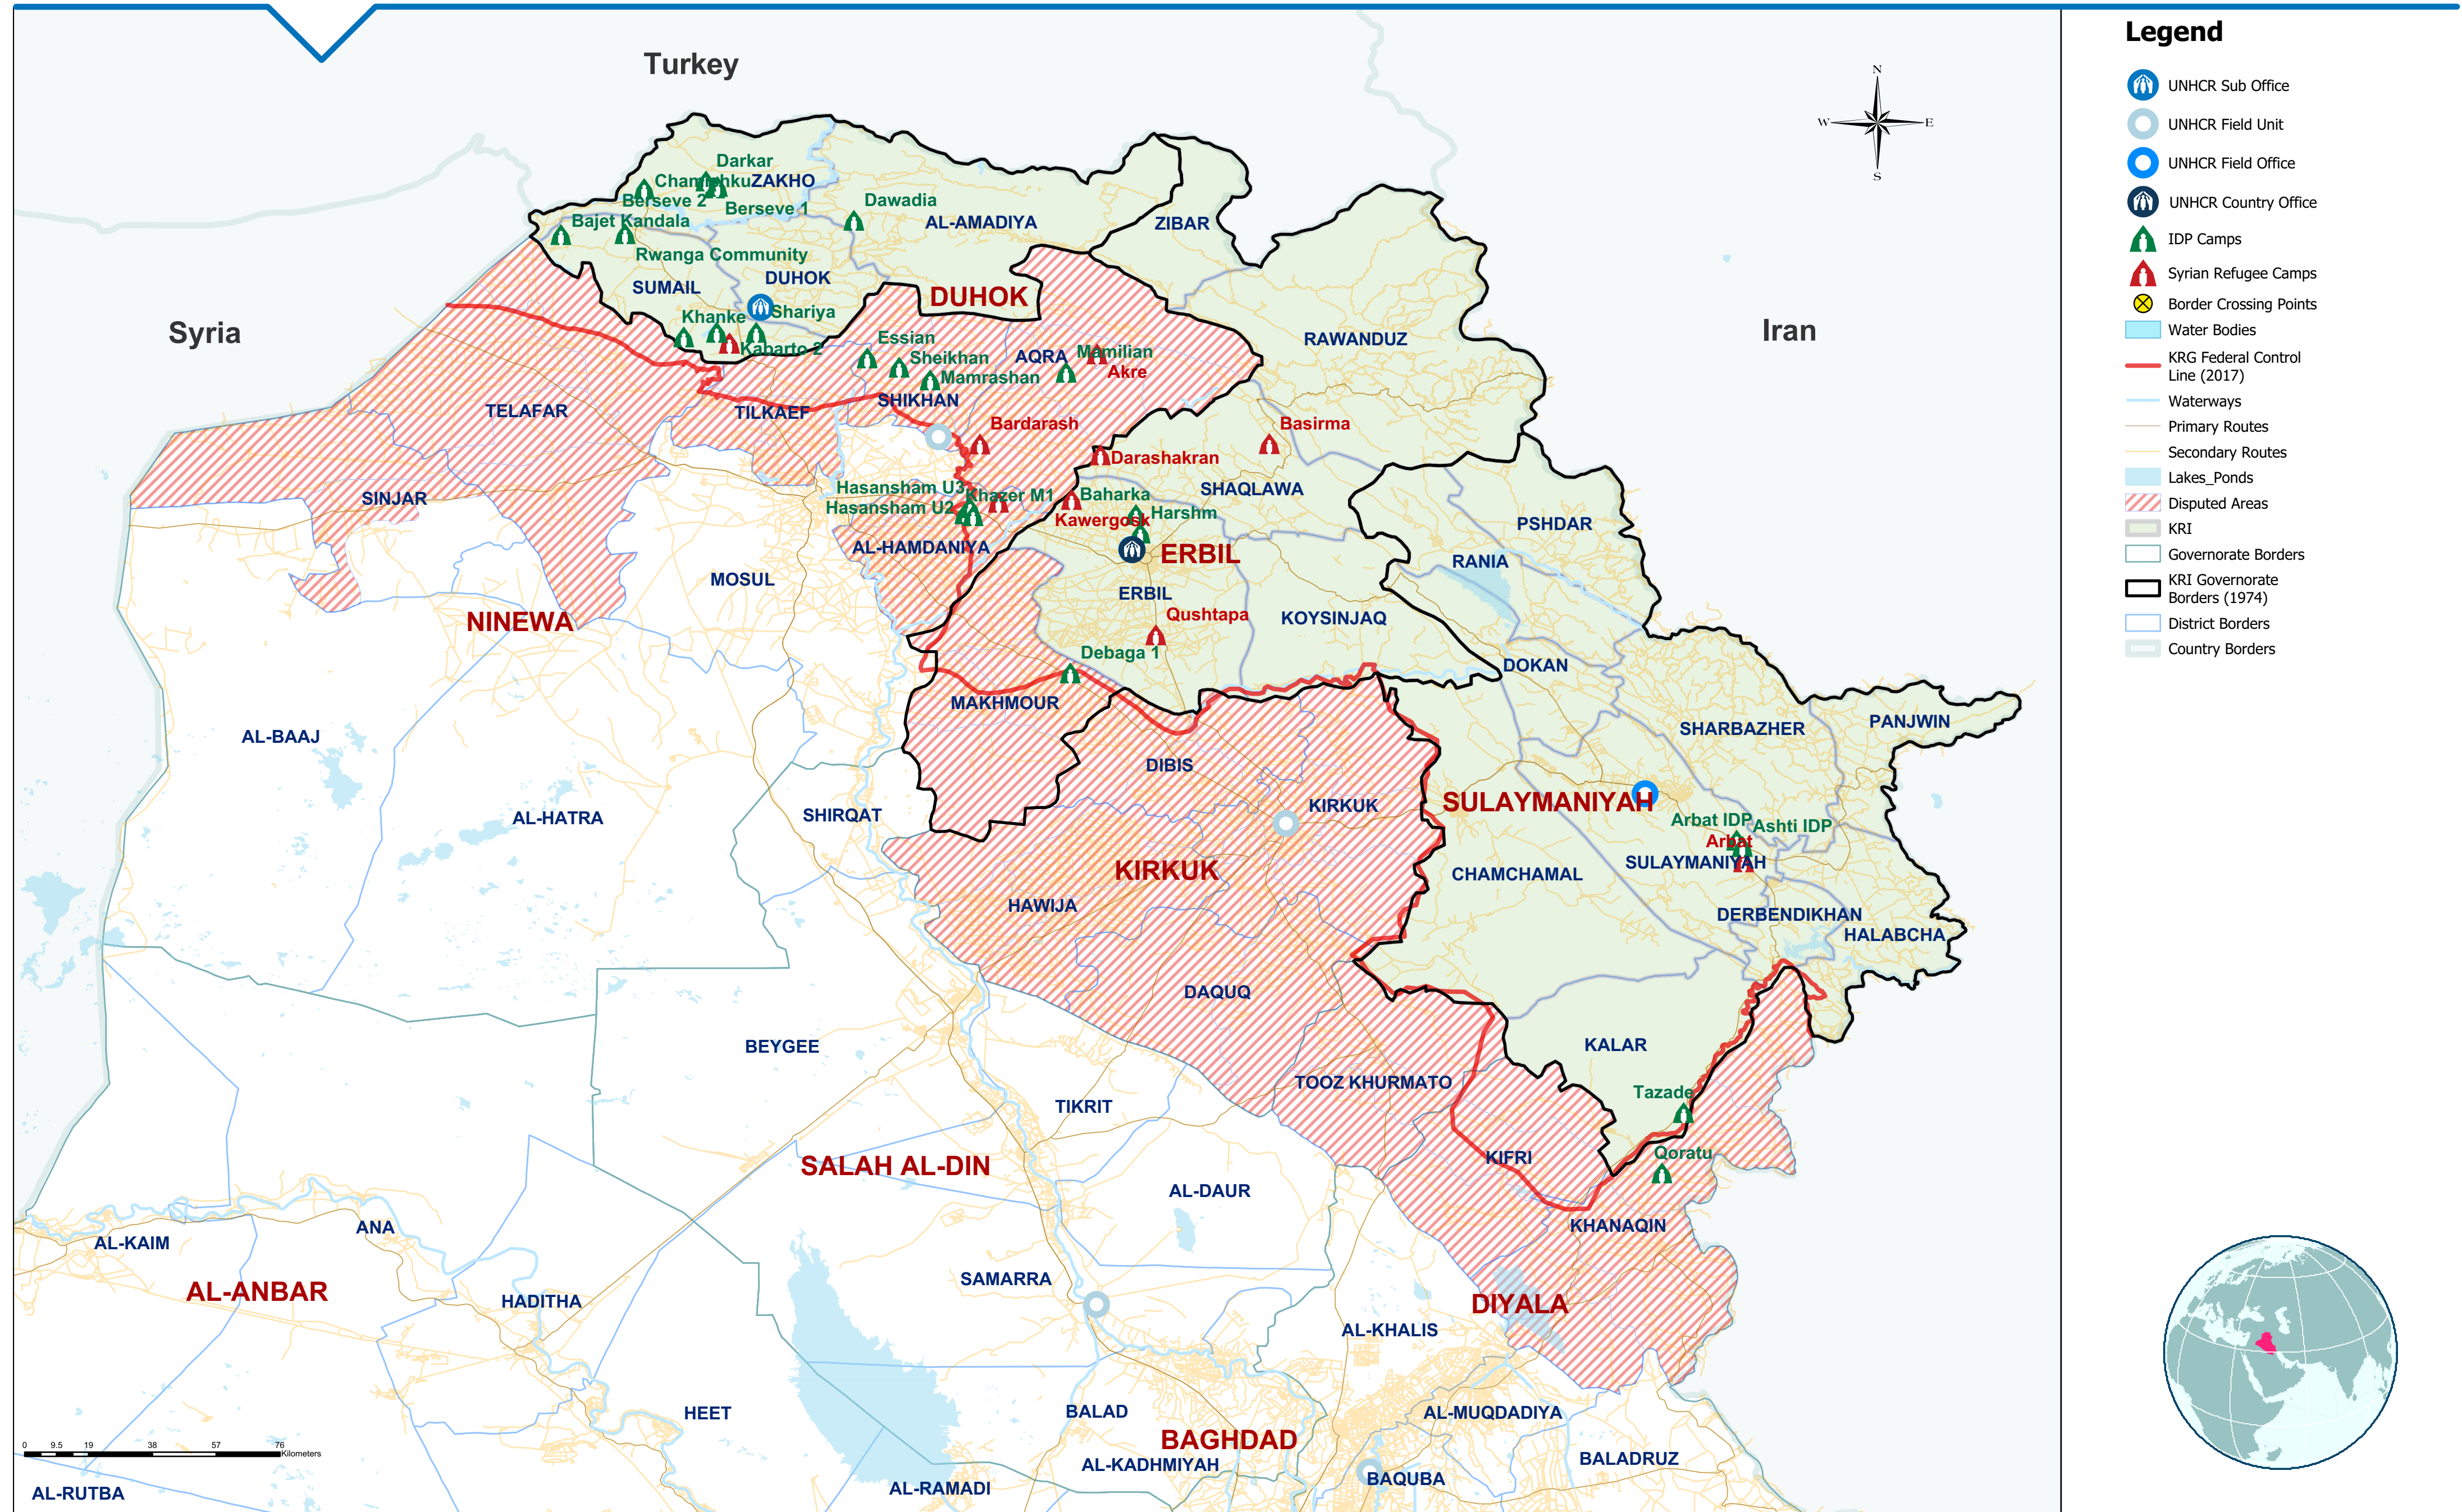 Turkey
Syria
Iran
N
W
E
S
Darkar
Chamishku
ZAKHO
Berseve 2
Berseve 1
Dawadia
Bajet Kandala
AL-AMADIYA
ZIBAR
Rwanga Community
DUHOK
SUMAIL
DUHOK
Khanke
Shariya
Kabarto 2
Essian
Sheikhan
Mamrashan
AQRA
Mamilian
Akre
RAWANDUZ
TELAFAR
TILKAEF
SHIKHAN
Bardarash
Basirma
Darashakran
SINJAR
Hasansham U3
Khazer M1
Hasansham U2
Baharka
SHAQLAWA
Kawergosk
Harshm
PSHDAR
AL-HAMDANIYA
ERBIL
RANIA
MOSUL
ERBIL
NINEWA
Qushtapa
KOYSINJAQ
Debaga 1
DOKAN
MAKHMOUR
AL-BAAJ
SHARBAZHER
PANJWIN
DIBIS
AL-HATRA
SHIRQAT
KIRKUK
SULAYMANIYAH
Arbat IDP
Ashti IDP
Arbat
SULAYMANIYAH
KIRKUK
CHAMCHAMAL
HAWIJA
DERBENDIKHAN
HALABCHA
DAQUQ
BEYGEE
KALAR
TOOZ KHURMATO
Tazade
TIKRIT
SALAH AL-DIN
KIFRI
Qoratu
AL-DAUR
KHANAQIN
ANA
AL-KAIM
AL-ANBAR
SAMARRA
HADITHA
DIYALA
AL-KHALIS
HEET
BALAD
AL-MUQDADIYA
BAGHDAD
AL-KADHMIYAH
BAQUBA
BALADRUZ
AL-RAMADI
AL-RUTBA
0 9.5 19 38 57 76
Kilometers
Legend
UNHCR Sub Office
UNHCR Field Unit
UNHCR Field Office
UNHCR Country Office
IDP Camps
Syrian Refugee Camps
Border Crossing Points
Water Bodies
KRG Federal Control
Line (2017)
Waterways
Primary Routes
Secondary Routes
Lakes_Ponds
Disputed Areas
KRI
Governorate Borders
KRI Governorate
Borders (1974)
District Borders
Country Borders